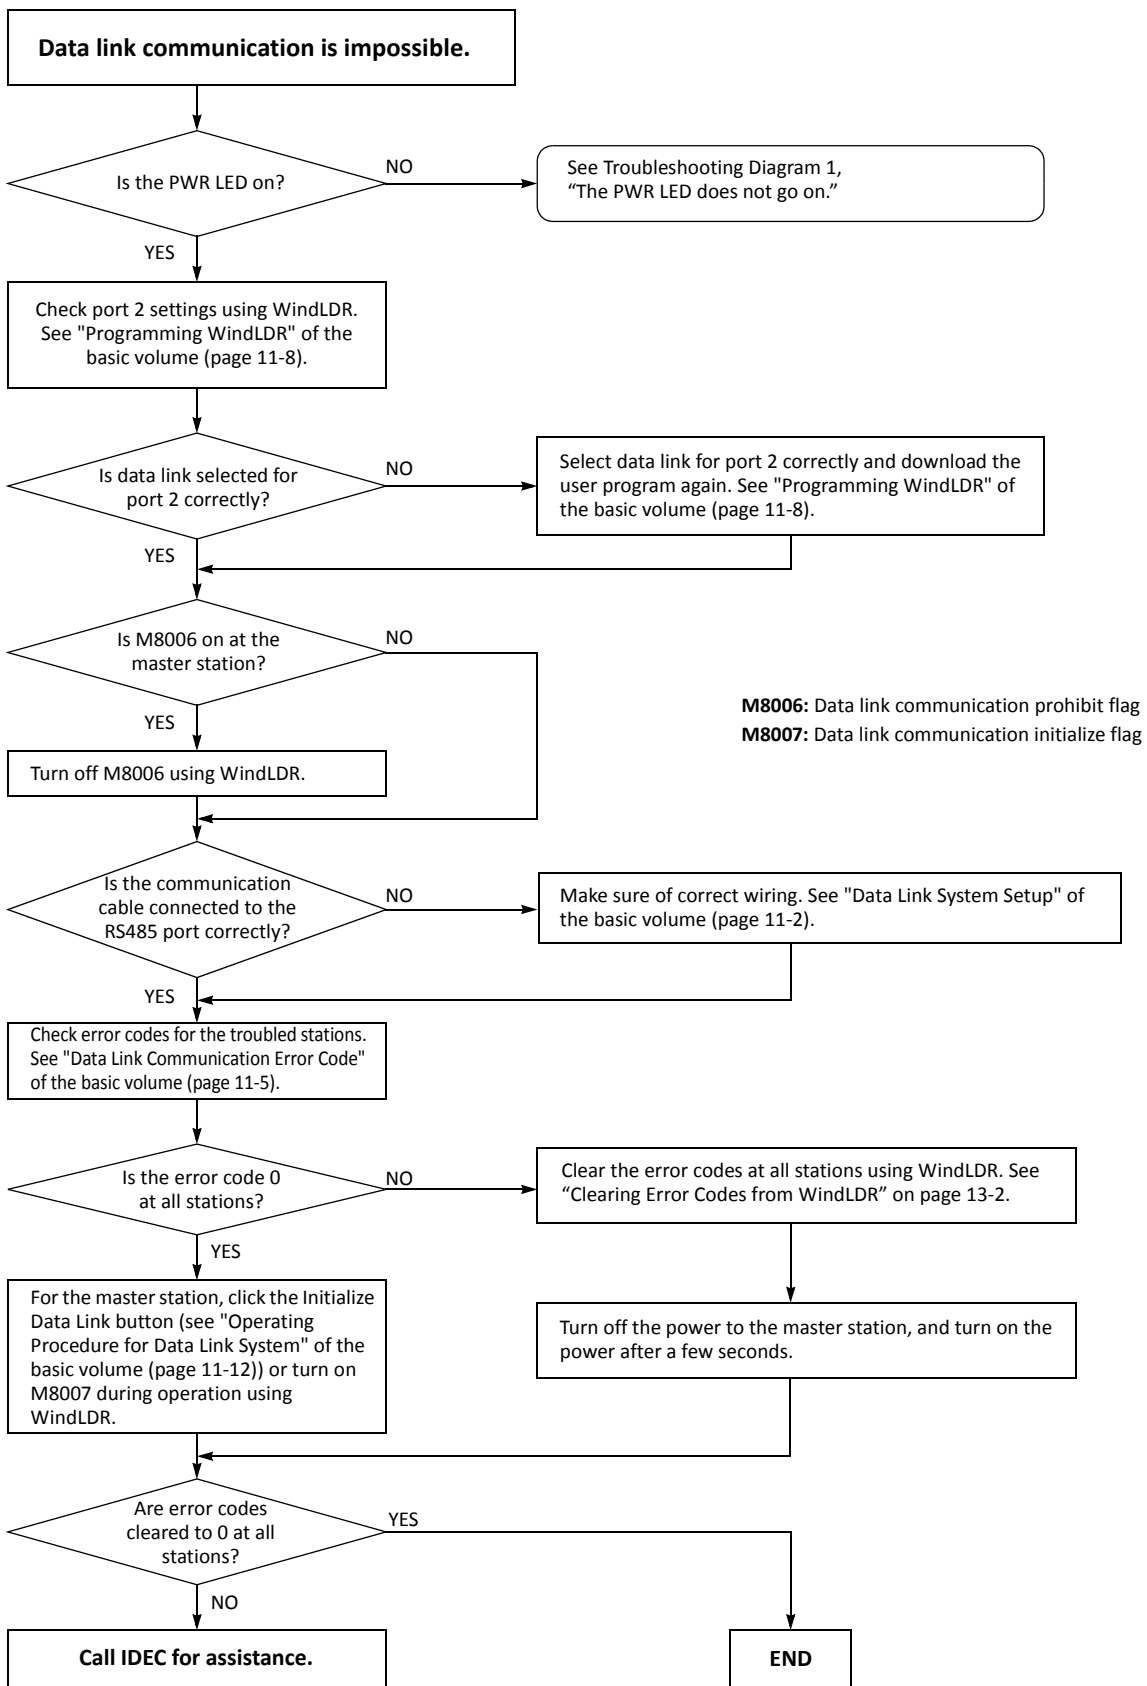 Data link communication is impossible.
Is the PWR LED on?
NO
See Troubleshooting Diagram 1,
“The PWR LED does not go on.”
YES
Check port 2 settings using WindLDR.
See "Programming WindLDR" of the
basic volume (page 11-8).
Is data link selected for
port 2 correctly?
NO
Select data link for port 2 correctly and download the
user program again. See "Programming WindLDR" of
the basic volume (page 11-8).
YES
Is M8006 on at the
master station?
NO
YES
M8006: Data link communication prohibit flag
M8007: Data link communication initialize flag
Turn off M8006 using WindLDR.
Is the communication
cable connected to the
RS485 port correctly?
NO
Make sure of correct wiring. See "Data Link System Setup" of
the basic volume (page 11-2).
YES
Check error codes for the troubled stations.
See "Data Link Communication Error Code"
of the basic volume (page 11-5).
Is the error code 0
at all stations?
NO
Clear the error codes at all stations using WindLDR. See
“Clearing Error Codes from WindLDR” on page 13-2.
YES
For the master station, click the Initialize
Data Link button (see "Operating
Procedure for Data Link System" of the
basic volume (page 11-12)) or turn on
M8007 during operation using
WindLDR.
Turn off the power to the master station, and turn on the
power after a few seconds.
Are error codes
cleared to 0 at all
stations?
YES
NO
Call IDEC for assistance.
END